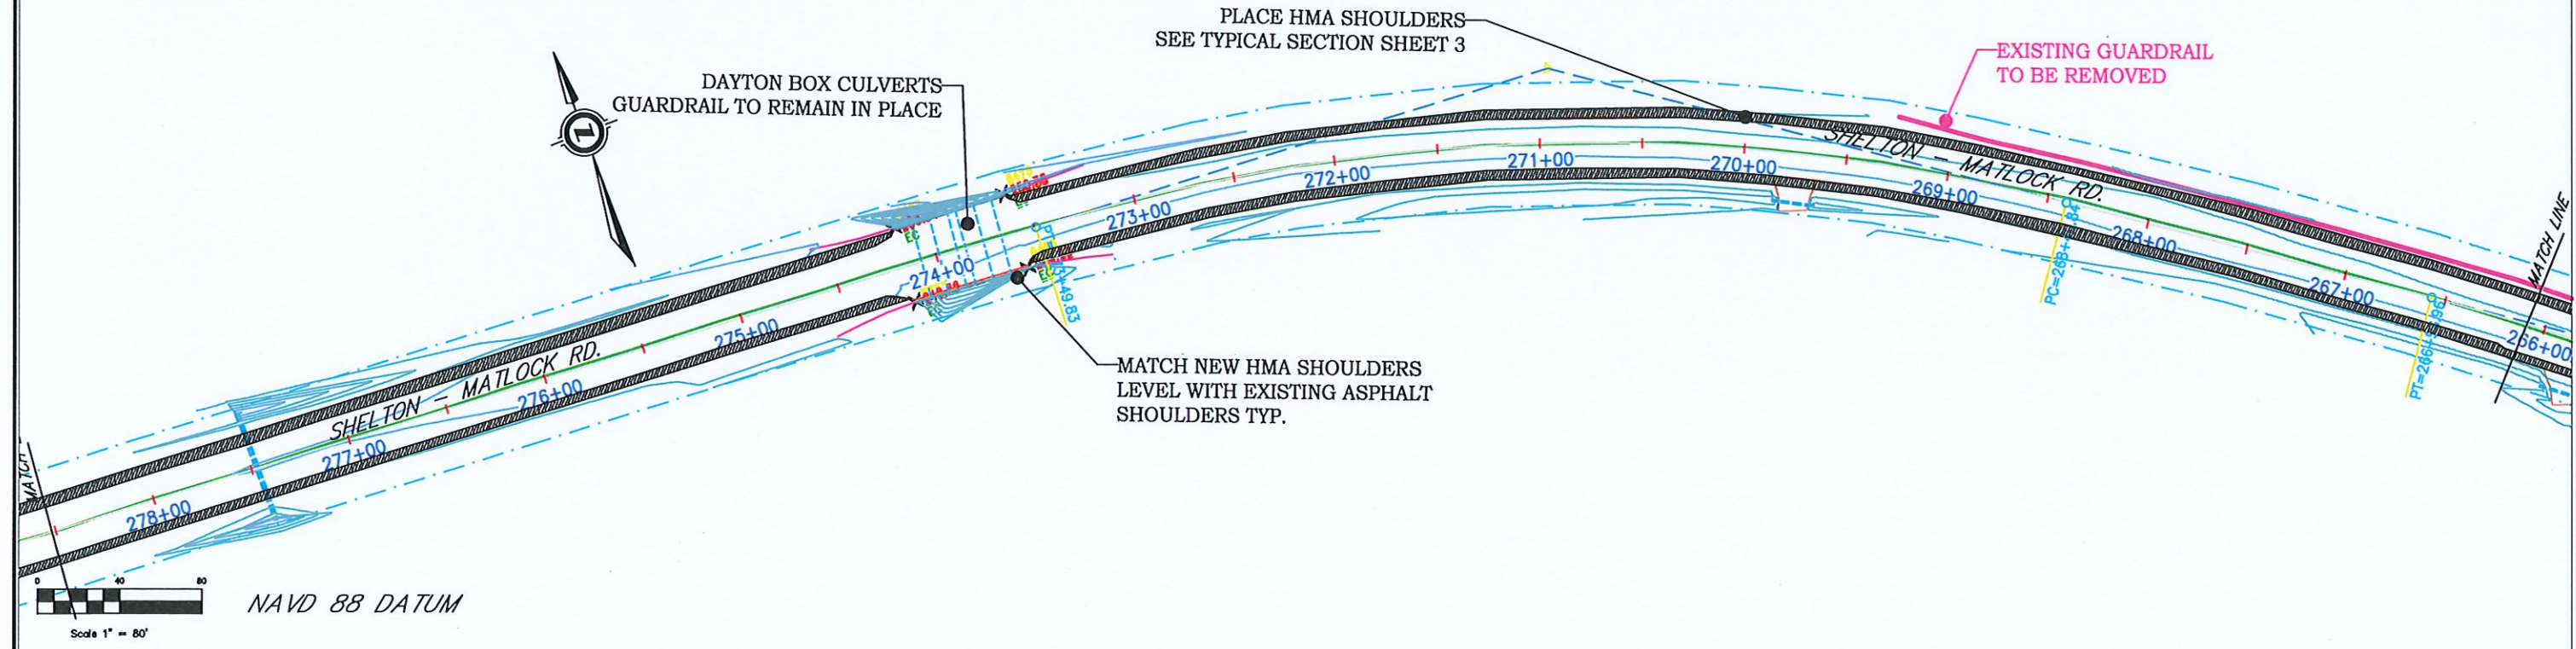 PLACE HMA SHOULDERS
SEE TYPICAL SECTION SHEET 3
EXISTING GUARDRAIL
TO BE REMOVED
DAYTON BOX CULVERTS
GUARDRAIL TO REMAIN IN PLACE
SHELTON - MATLOCK RD.
271+00
270+00
272+00
269+00
273+00
268+00
274+00
267+00
275+00
266+00
276+00
277+00
278+00
EC
MATCH LINE
SHELTON - MATLOCK RD.
MATCH NEW HMA SHOULDERS
LEVEL WITH EXISTING ASPHALT
SHOULDERS TYP.
MATCH
0 40 80
Scale 1" = 80'
NAVD 88 DATUM